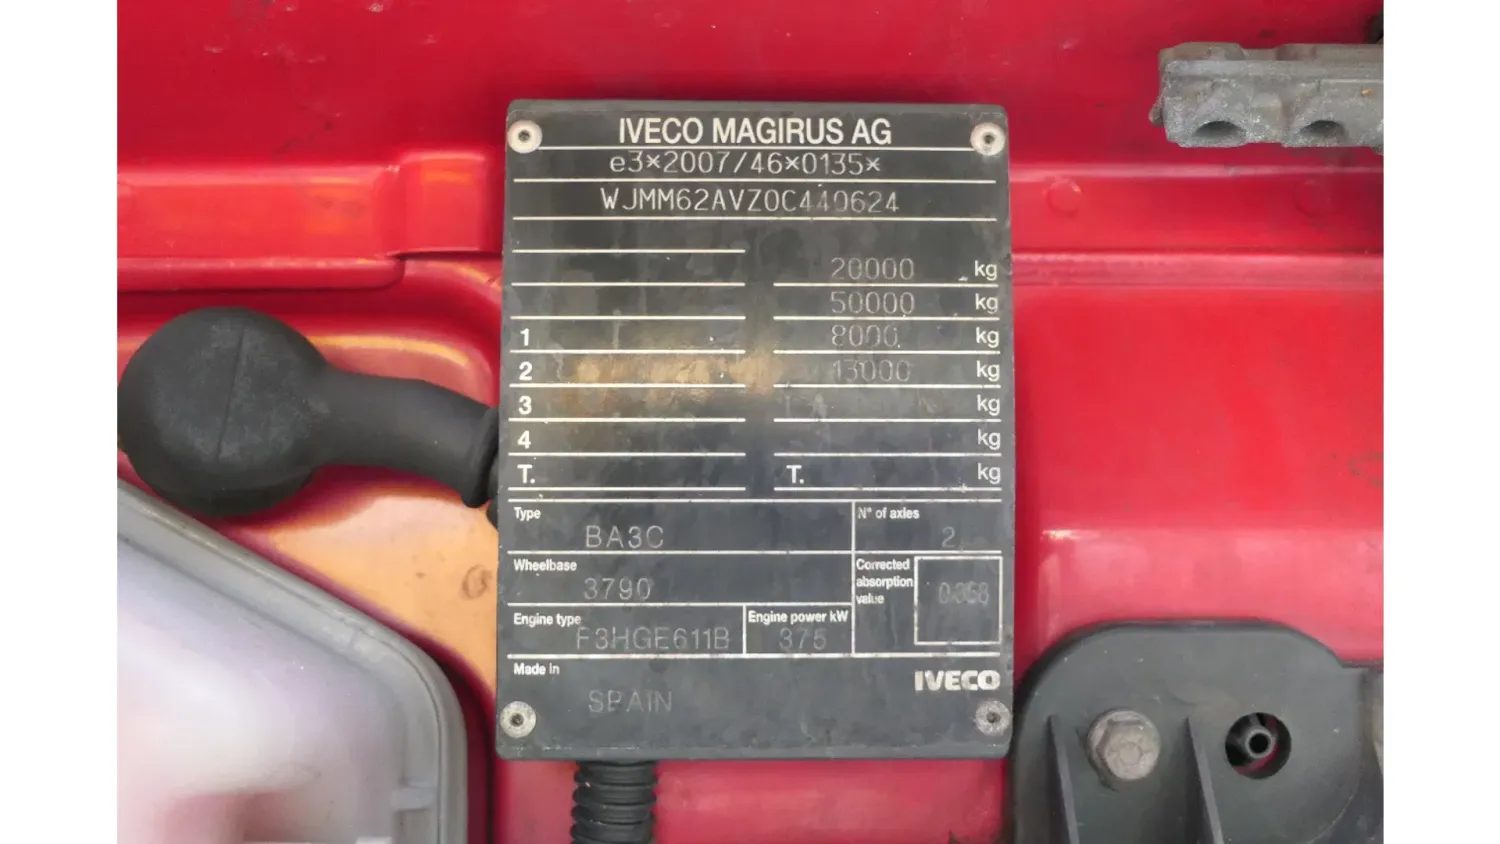 IVECO MAGIRUS AG
e3×2007/46×0135×
WJMM62AVZ0C440624
20000 kg
50000 kg
1 8000 kg
2 13000 kg
3 kg
4 kg
T. T. kg
Type N° of axles
BA3C 2
Wheelbase Corrected absorption value
3790 0.358
Engine type Engine power kW
F3HGE611B 375
Made in IVECO
SPAIN